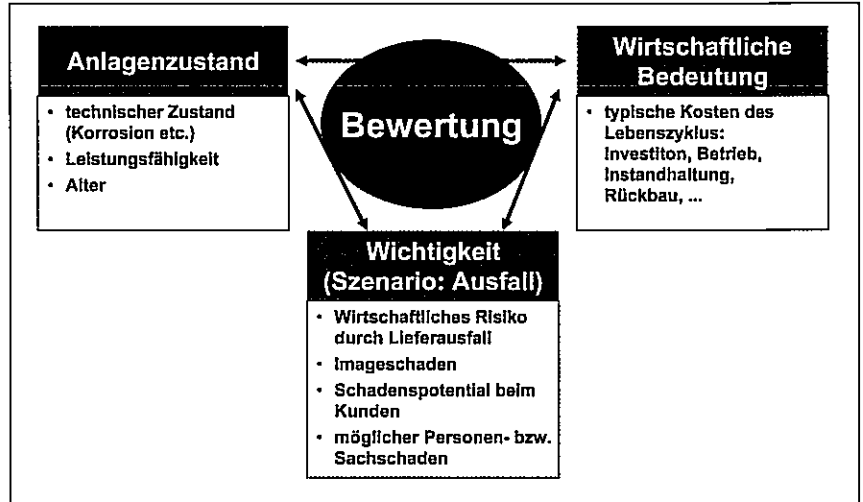 Anlagenzustand
• technischer Zustand
(Korrosion etc.)
• Leistungsfähigkeit
• Alter
Bewertung
Wirtschaftliche
Bedeutung
• typische Kosten des
Lebenszyklus:
Investiton, Betrieb,
Instandhaltung,
Rückbau, ...
Wichtigkeit
(Szenario: Ausfall)
• Wirtschaftliches Risiko
durch Lieferausfall
• Imageschaden
• Schadenspotential beim
Kunden
• möglicher Personen- bzw.
Sachschaden